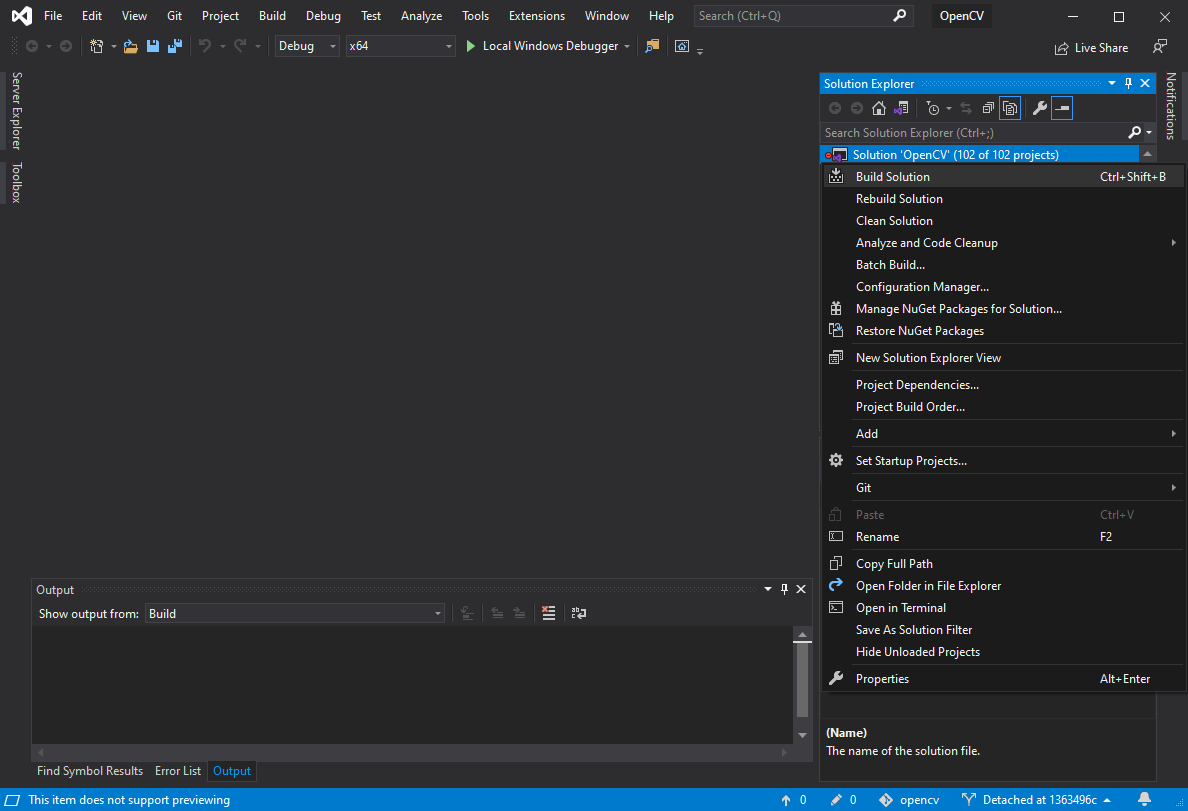 File Edit View Git Project Build Debug Test Analyze Tools Extensions Window Help Search (Ctrl+Q) OpenCV
Debug x64 Local Windows Debugger Live Share
Server Explorer
Toolbox
Notifications
Solution Explorer
Search Solution Explorer (Ctrl+;)
Solution 'OpenCV' (102 of 102 projects)
Build Solution Ctrl+Shift+B
Rebuild Solution
Clean Solution
Analyze and Code Cleanup
Batch Build...
Configuration Manager...
Manage NuGet Packages for Solution...
Restore NuGet Packages
New Solution Explorer View
Project Dependencies...
Project Build Order...
Add
Set Startup Projects...
Git
Paste Ctrl+V
Rename F2
Copy Full Path
Open Folder in File Explorer
Open in Terminal
Save As Solution Filter
Hide Unloaded Projects
Properties Alt+Enter
(Name)
The name of the solution file.
Output
Show output from: Build
Find Symbol Results Error List Output
This item does not support previewing 0 0 opencv Detached at 1363496c